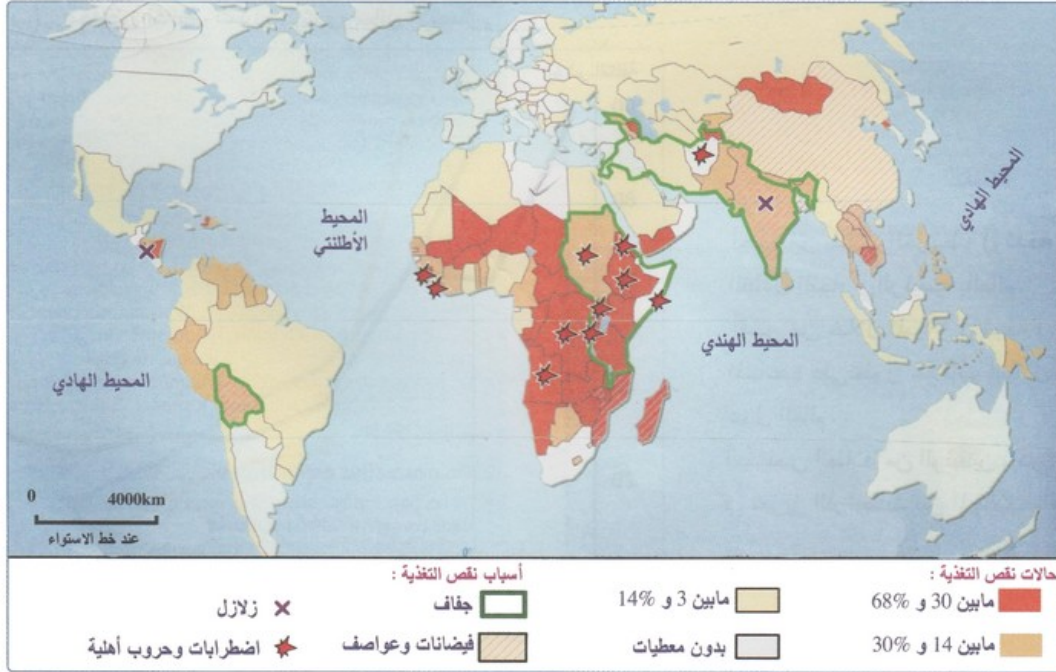 المحيط الهادي
المحيط
الأطلنتي
المحيط الهندي
المحيط الهادي
0 4000km
عند خط الاستواء
حالات نقص التغذية :
مابين 30 و 68%
مابين 14 و 30%
مابين 3 و 14%
بدون معطيات
أسباب نقص التغذية :
جفاف
فيضانات وعواصف
زلازل
اضطرابات وحروب أهلية